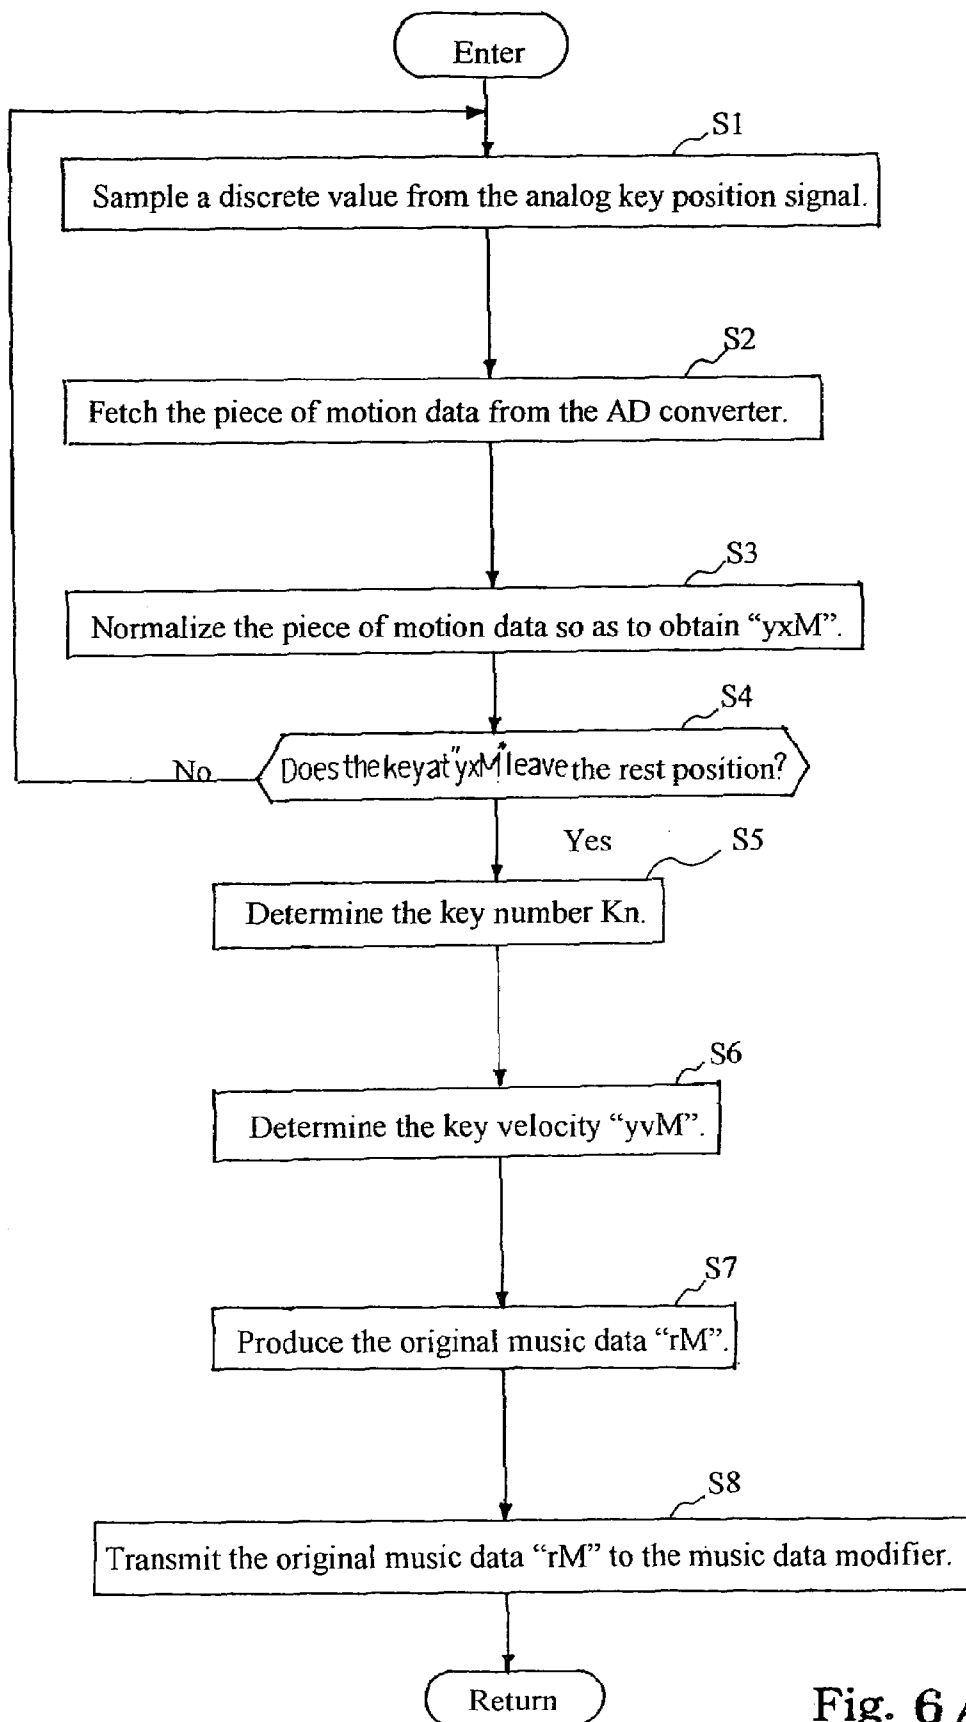 Enter
S1
Sample a discrete value from the analog key position signal.
S2
Fetch the piece of motion data from the AD converter.
S3
Normalize the piece of motion data so as to obtain “yxM”.
S4
Does the key at "yxM" leave the rest position?
No
Yes
S5
Determine the key number Kn.
S6
Determine the key velocity “yvM”.
S7
Produce the original music data “rM”.
S8
Transmit the original music data “rM” to the music data modifier.
Return
Fig. 6A